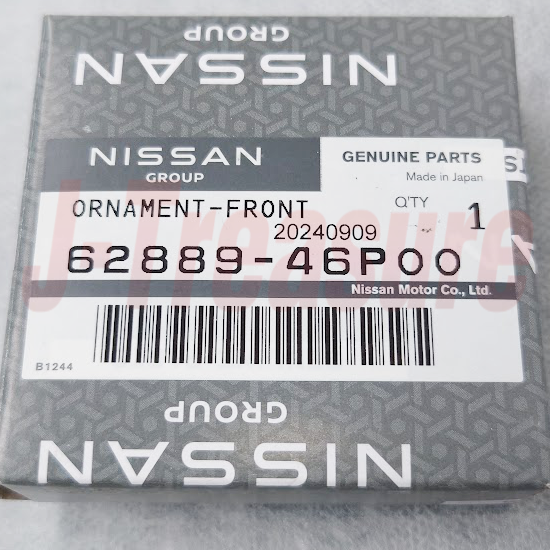 GROUP
NISSAN
NISSAN
GROUP
GENUINE PARTS
Made in Japan
ORNAMENT-FRONT
Q'TY 1
20240909
62889-46P00
Nissan Motor Co., Ltd.
B1244
J-Treasure
GROUP
NISSAN